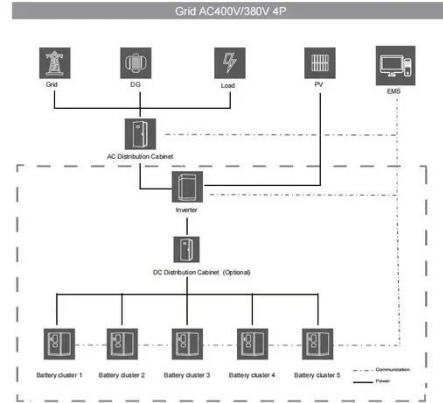 Grid AC400V/380V 4P
Grid
DG
Load
PV
EMS
AC Distribution Cabinet
Inverter
DC Distribution Cabinet (Optional)
Battery cluster 1
Battery cluster 2
Battery cluster 3
Battery cluster 4
Battery cluster 5
Communication
Power